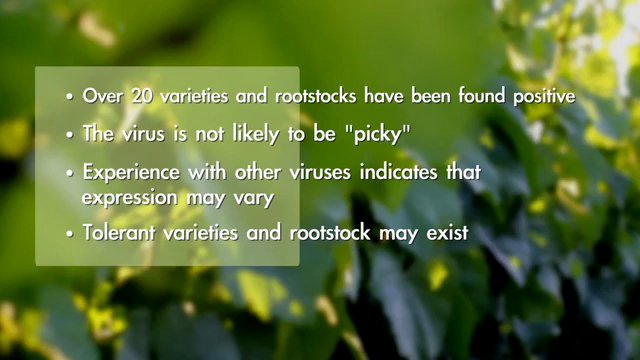 • Over 20 varieties and rootstocks have been found positive
• The virus is not likely to be "picky"
• Experience with other viruses indicates that
expression may vary
• Tolerant varieties and rootstock may exist